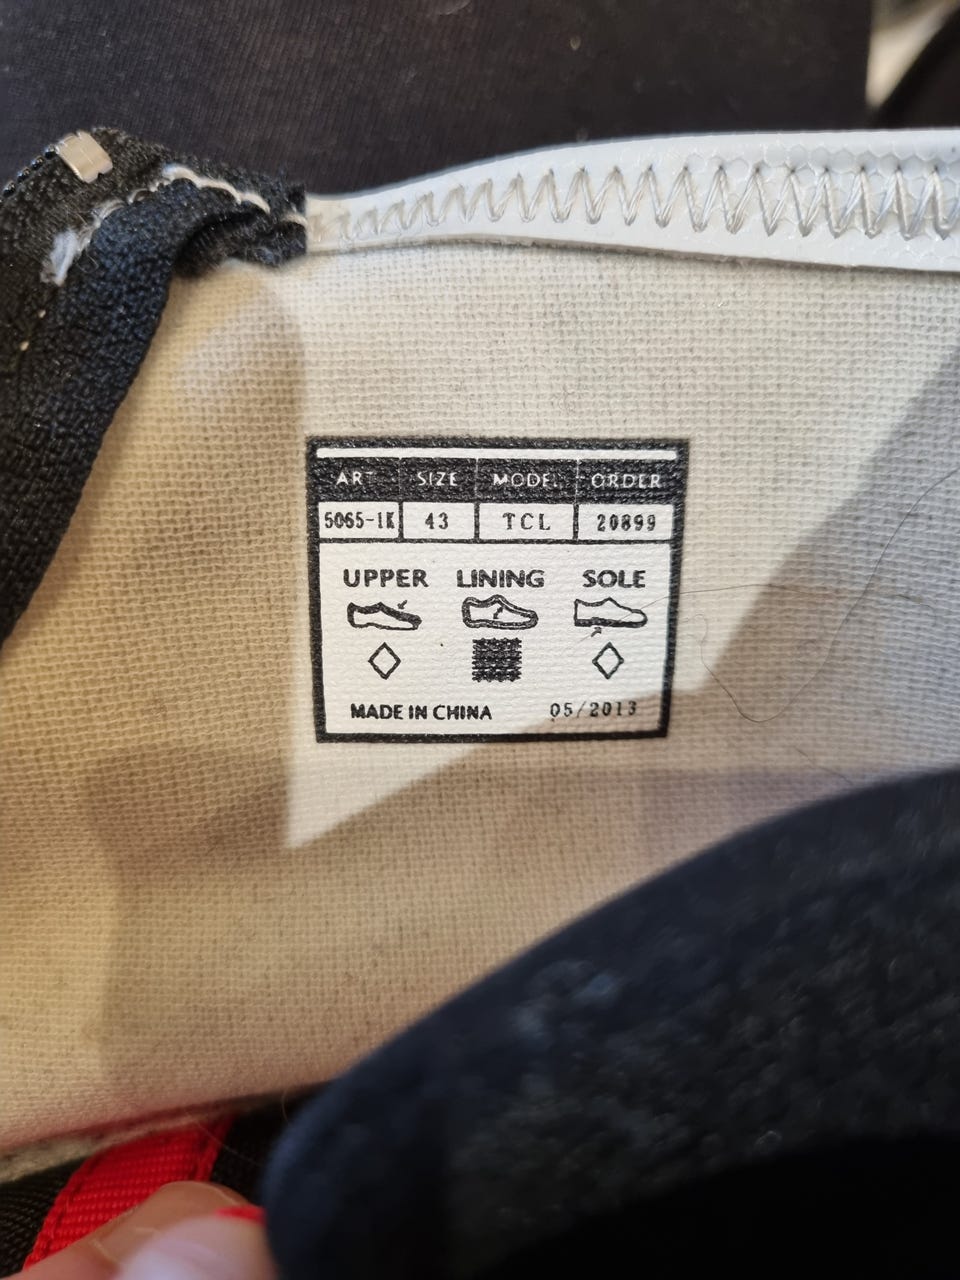 ART SIZE MODEL ORDER
5065-1K 43 TCL 20899
UPPER LINING SOLE
MADE IN CHINA 05/2013